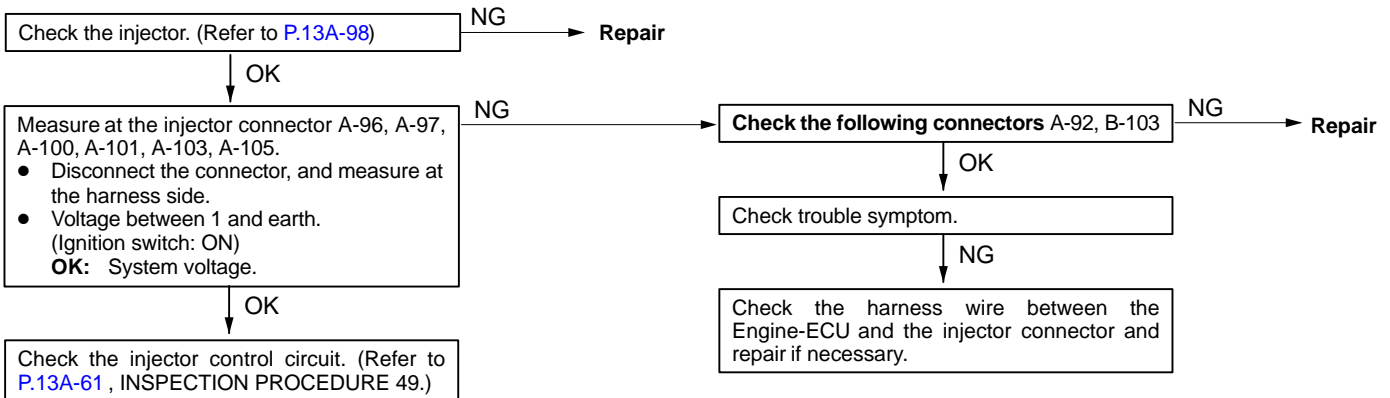 Check the injector. (Refer to P.13A-98)
NG
Repair
OK
Measure at the injector connector A-96, A-97,
A-100, A-101, A-103, A-105.
● Disconnect the connector, and measure at
the harness side.
● Voltage between 1 and earth.
(Ignition switch: ON)
OK: System voltage.
NG
Check the following connectors A-92, B-103
NG
Repair
OK
Check trouble symptom.
NG
Check the harness wire between the
Engine-ECU and the injector connector and
repair if necessary.
OK
Check the injector control circuit. (Refer to
P.13A-61 , INSPECTION PROCEDURE 49.)